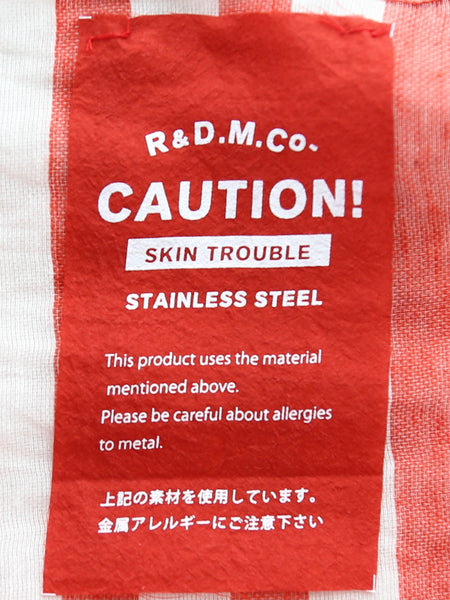 R&D.M.Co-
CAUTION!
SKIN TROUBLE
STAINLESS STEEL
This product uses the material
mentioned above.
Please be careful about allergies
to metal.
上記の素材を使用しています。
金属アレルギーにご注意下さい